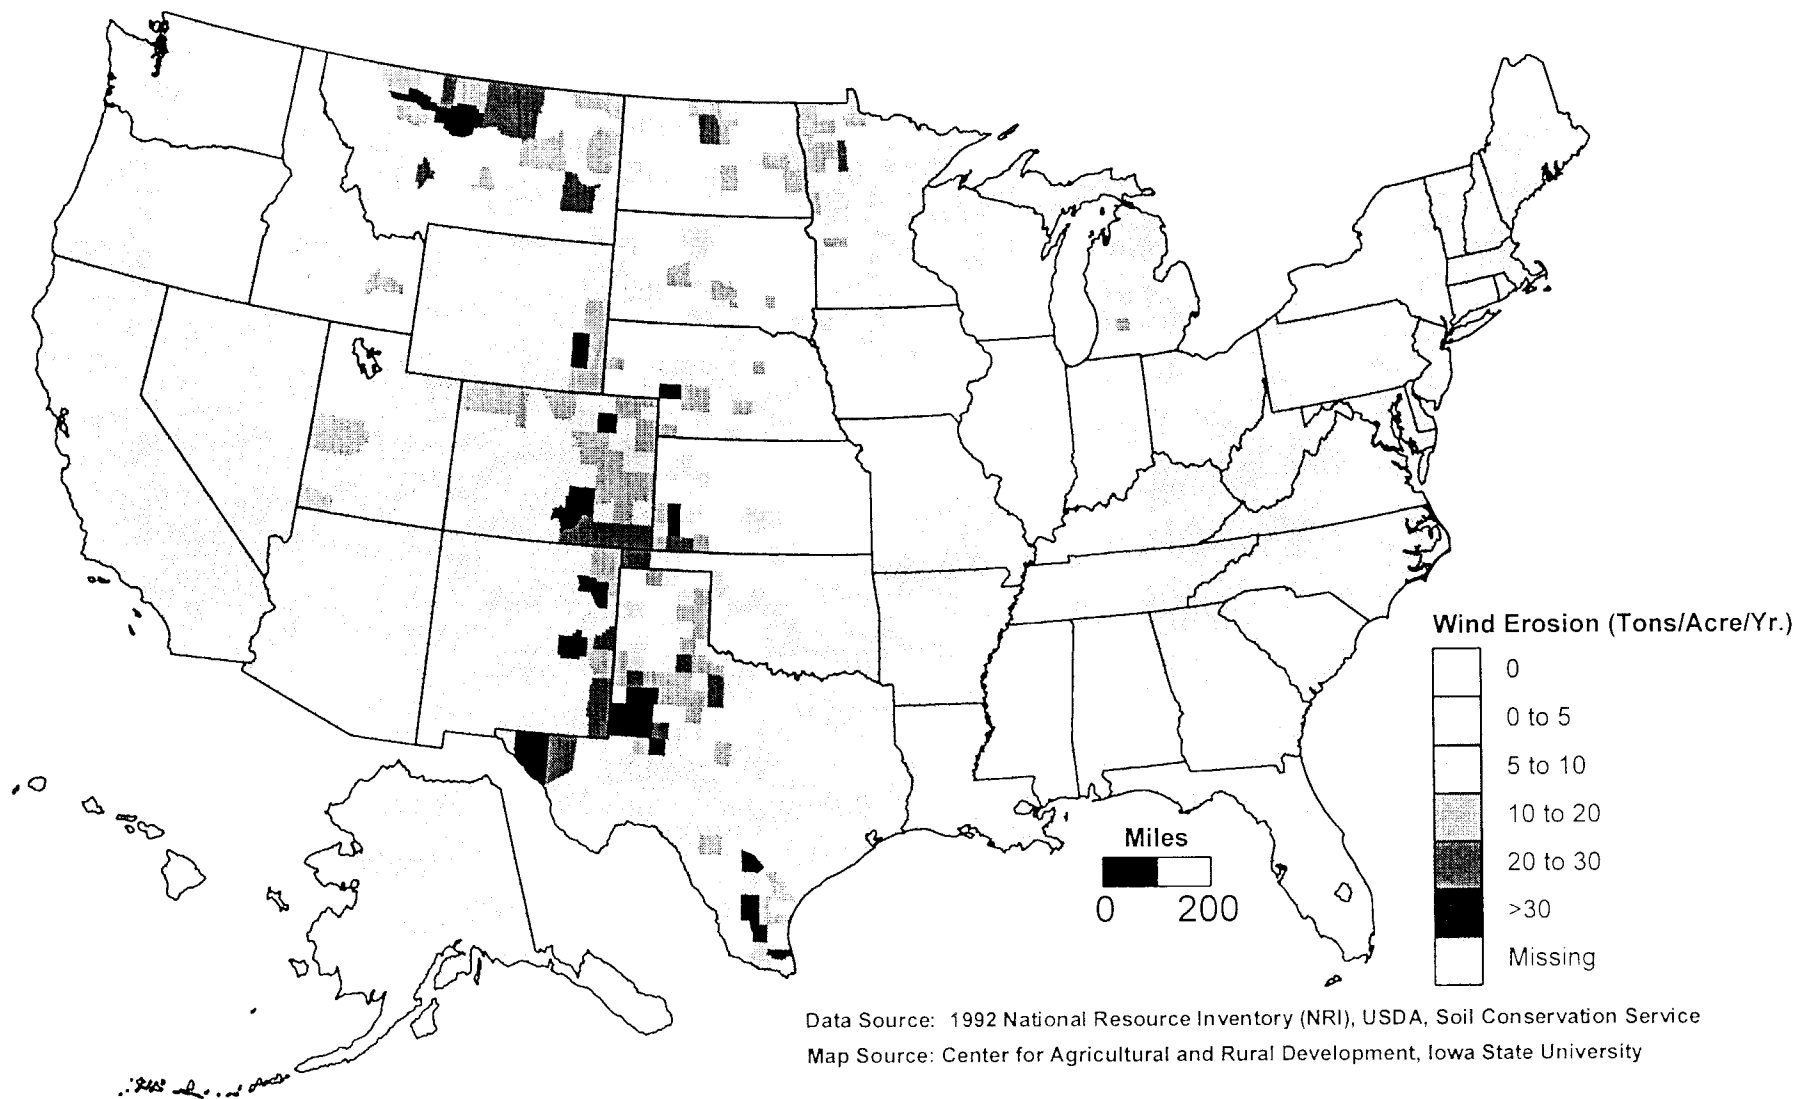 Wind Erosion (Tons/Acre/Yr.)
0
0 to 5
5 to 10
10 to 20
20 to 30
>30
Missing
Miles
0 200
Data Source: 1992 National Resource Inventory (NRI), USDA, Soil Conservation Service
Map Source: Center for Agricultural and Rural Development, Iowa State University